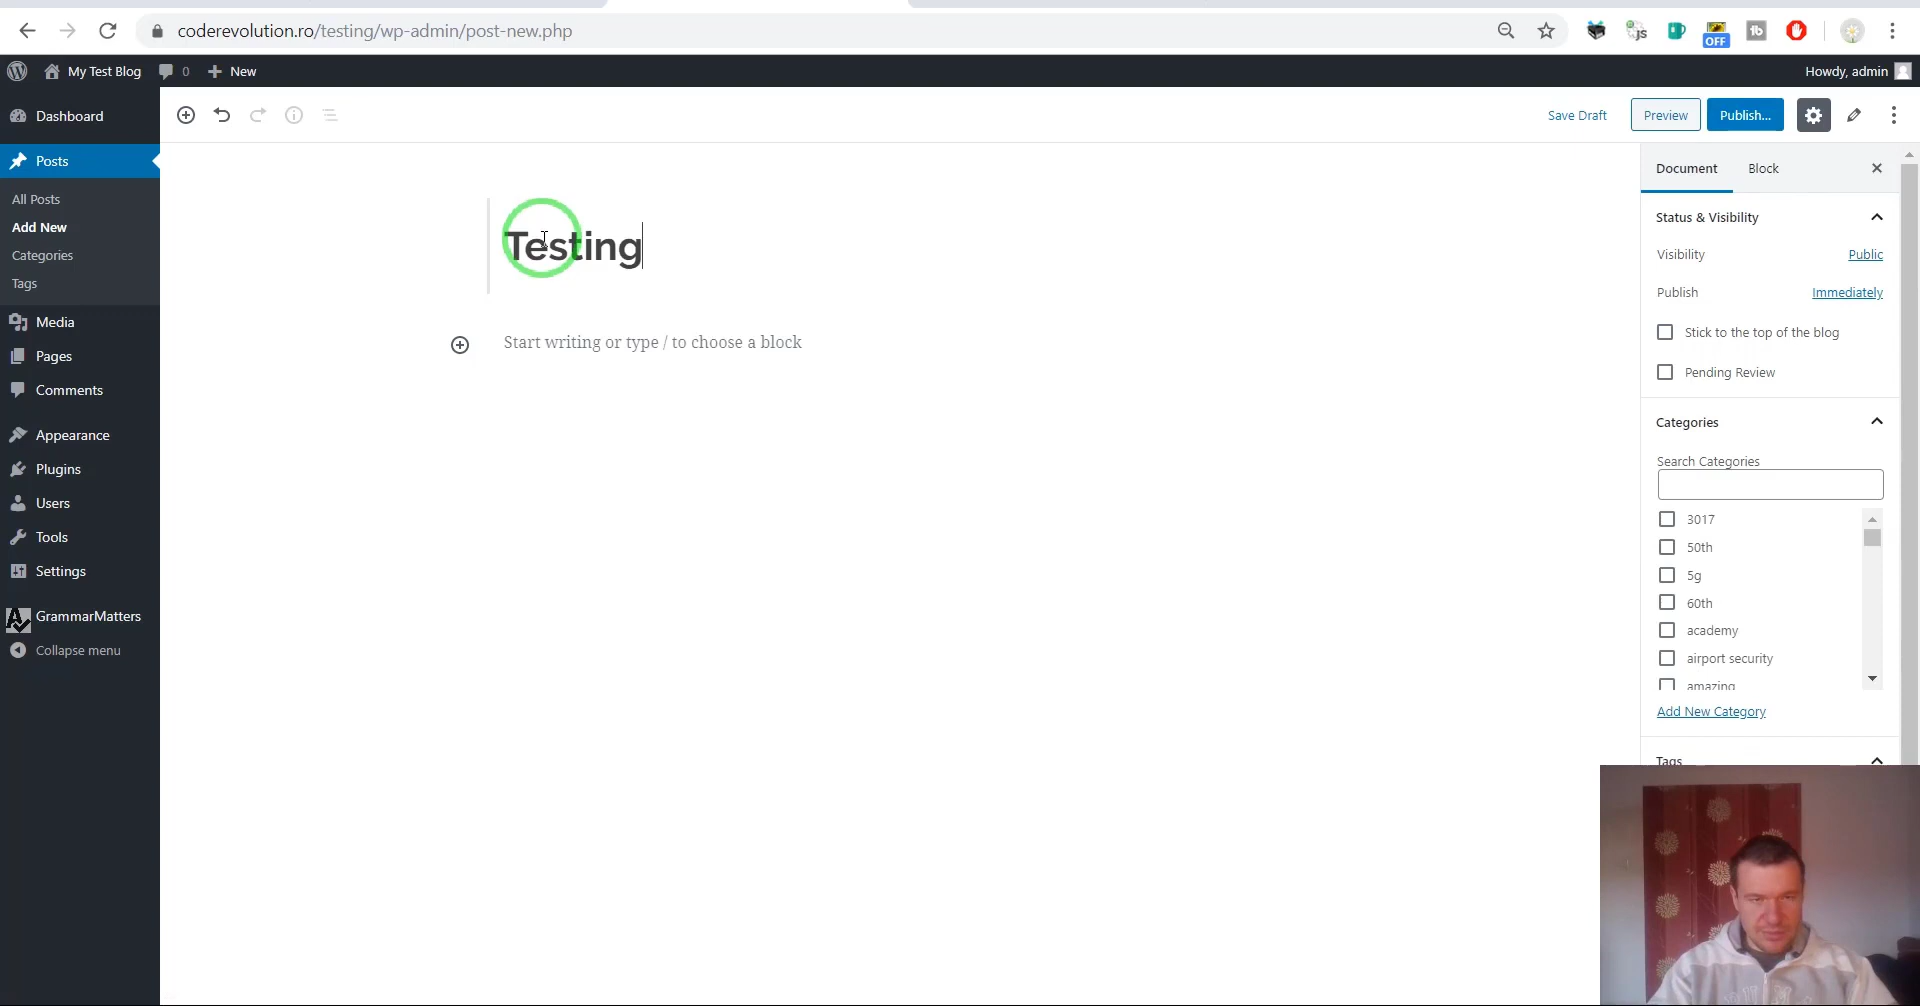 coderevolution.ro/testing/wp-admin/post-new.php
JS
OFF
tb
My Test Blog
0
New
Howdy, admin
Dashboard
Save Draft
Preview
Publish...
Posts
All Posts
Add New
Categories
Tags
Media
Pages
Comments
Appearance
Plugins
Users
Tools
Settings
GrammarMatters
Collapse menu
Testing
Start writing or type / to choose a block
Document
Block
Status & Visibility
Visibility
Public
Publish
Immediately
Stick to the top of the blog
Pending Review
Categories
Search Categories
3017
50th
5g
60th
academy
airport security
amazing
Add New Category
Tags